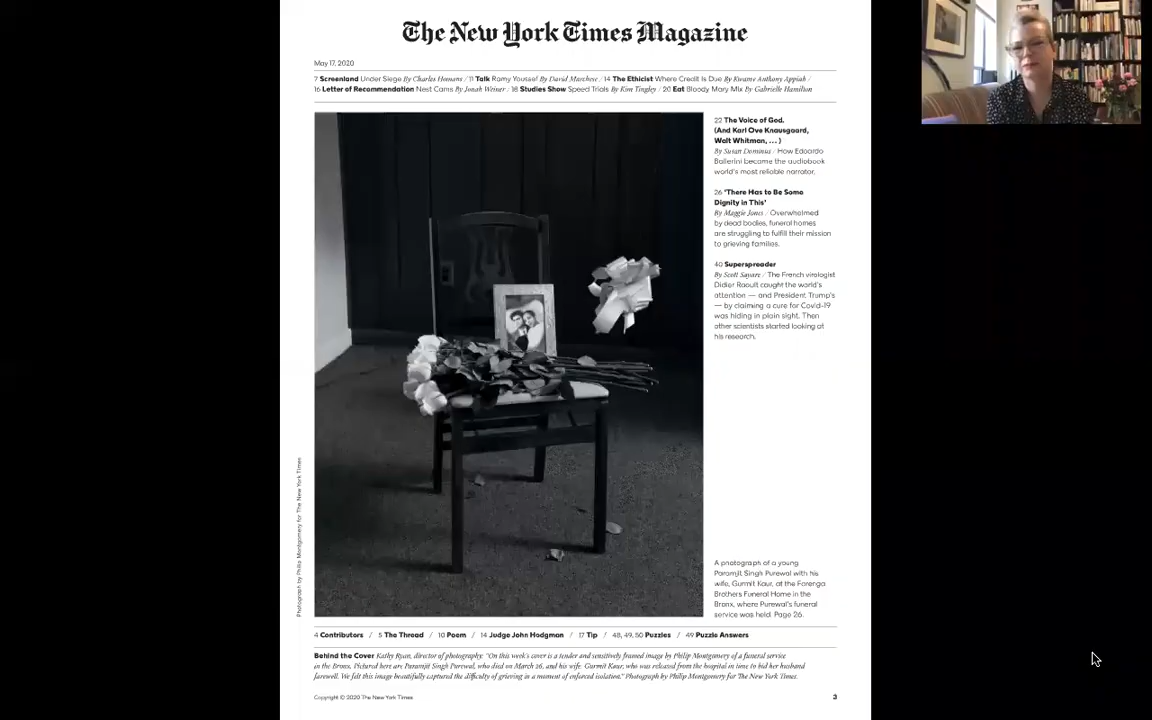 The New York Times Magazine
May 17, 2020
7 Screenland Under Siege By Charles Homans / 11 Talk Ramy Youssef By David Marchese / 14 The Ethicist Where Credit Is Due By Kwame Anthony Appiah /
16 Letter of Recommendation Nest Cams By Jonah Weiner / 18 Studies Show Speed Trials By Kim Tingley / 20 Eat Bloody Mary Mix By Gabrielle Hamilton
22 The Voice of God.
(And Karl Ove Knausgaard,
Walt Whitman, ... )
By Susan Dominus / How Edoardo
Ballerini became the audiobook
world's most reliable narrator.
26 'There Has to Be Some
Dignity in This'
By Maggie Jones / Overwhelmed
by dead bodies, funeral homes
are struggling to fulfill their mission
to grieving families.
40 Superspreader
By Scott Sayare / The French virologist
Didier Raoult caught the world's
attention — and President Trump's
— by claiming a cure for Covid-19
was hiding in plain sight. Then
other scientists started looking at
his research.
A photograph of a young
Paramjit Singh Purewal with his
wife, Gurmit Kaur, at the Farenga
Brothers Funeral Home in the
Bronx, where Purewal's funeral
service was held. Page 26.
Photograph by Philip Montgomery for The New York Times
4 Contributors / 5 The Thread / 10 Poem / 14 Judge John Hodgman / 17 Tip / 48, 49, 50 Puzzles / 49 Puzzle Answers
Behind the Cover Kathy Ryan, director of photography: "On this week's cover is a tender and sensitively framed image by Philip Montgomery of a funeral service
in the Bronx. Pictured here are Paramjit Singh Purewal, who died on March 26, and his wife, Gurmit Kaur, who was released from the hospital in time to bid her husband
farewell. We felt this image beautifully captured the difficulty of grieving in a moment of enforced isolation." Photograph by Philip Montgomery for The New York Times.
Copyright © 2020 The New York Times
3